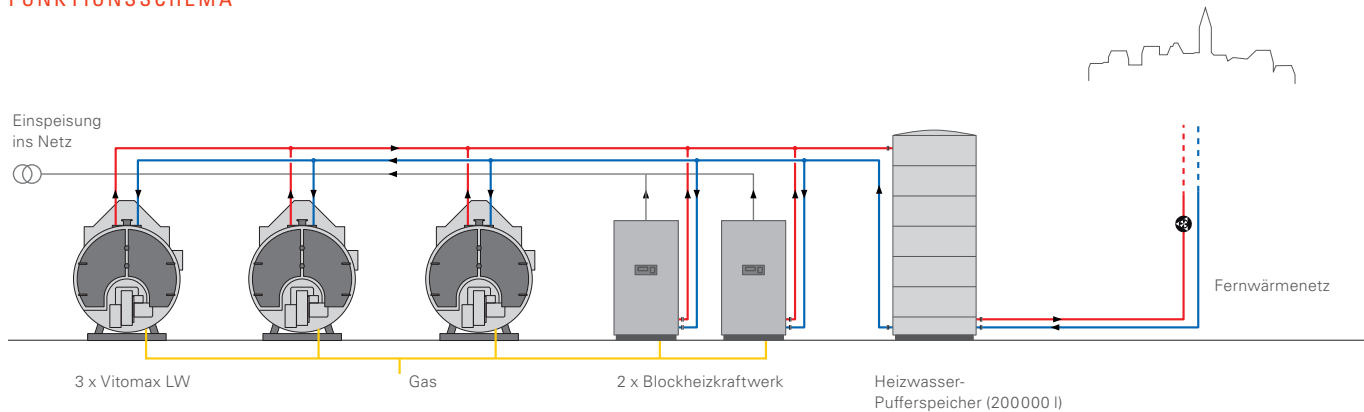 FUNKTIONSSCHEMA
Einspeisung
ins Netz
Fernwärmenetz
3 x Vitomax LW
Gas
2 x Blockheizkraftwerk
Heizwasser-
Pufferspeicher (200000 l)